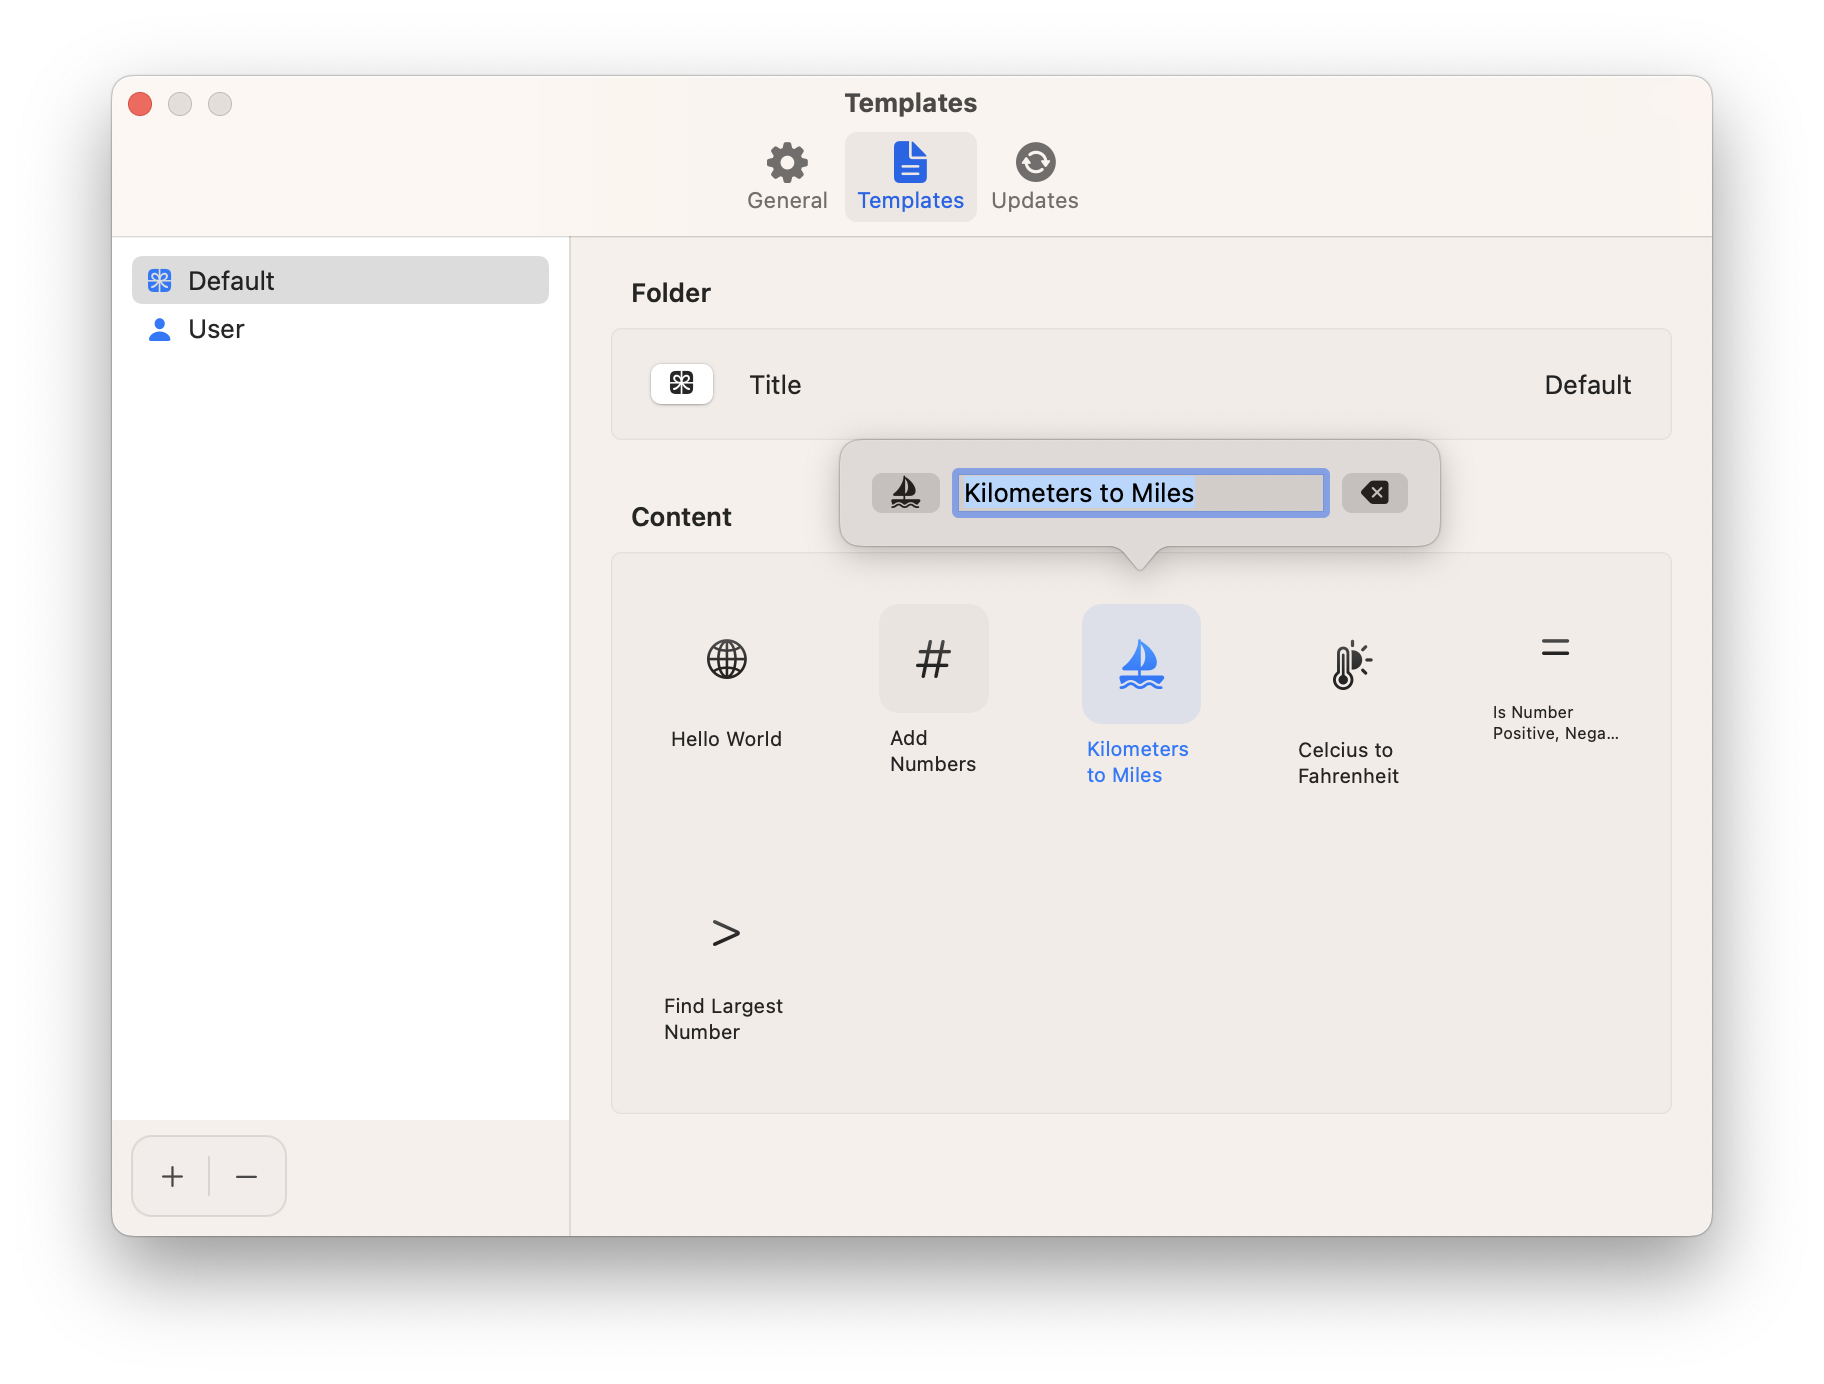 Templates
General
Templates
Updates
Default
User
Folder
Title
Default
Kilometers to Miles
Content
Hello World
Add
Numbers
Kilometers
to Miles
Celcius to
Fahrenheit
Is Number
Positive, Nega...
Find Largest
Number